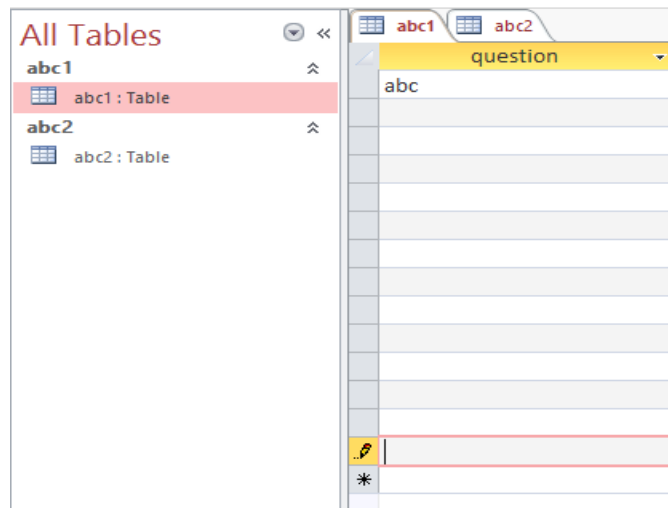 All Tables
abc1
abc1 : Table
abc2
abc2 : Table
abc1 abc2
question
abc